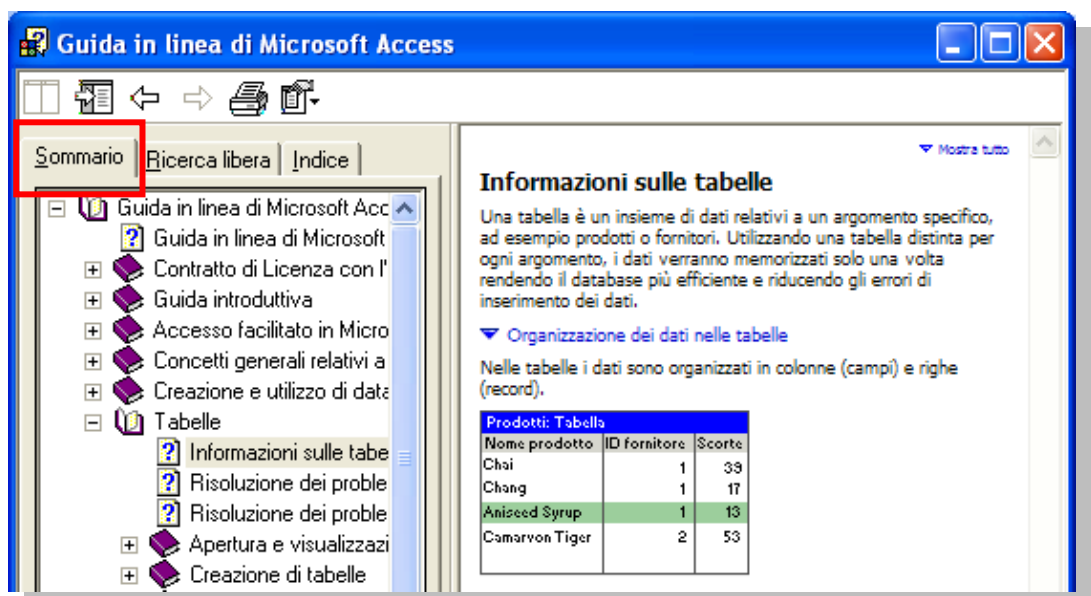 Guida in linea di Microsoft Access
Sommario Ricerca libera Indice
Guida in linea di Microsoft Acc
Guida in linea di Microsoft
Contratto di Licenza con l'
Guida introduttiva
Accesso facilitato in Micro
Concetti generali relativi a
Creazione e utilizzo di data
Tabelle
Informazioni sulle tabe
Risoluzione dei proble
Risoluzione dei proble
Apertura e visualizzazi
Creazione di tabelle
Mostra tutto
Informazioni sulle tabelle
Una tabella è un insieme di dati relativi a un argomento specifico,
ad esempio prodotti o fornitori. Utilizzando una tabella distinta per
ogni argomento, i dati verranno memorizzati solo una volta
rendendo il database più efficiente e riducendo gli errori di
inserimento dei dati.
Organizzazione dei dati nelle tabelle
Nelle tabelle i dati sono organizzati in colonne (campi) e righe
(record).
Prodotti: Tabella
Nome prodotto ID fornitore Scorte
Chai 1 39
Chang 1 17
Aniseed Syrup 1 13
Camarvon Tiger 2 53